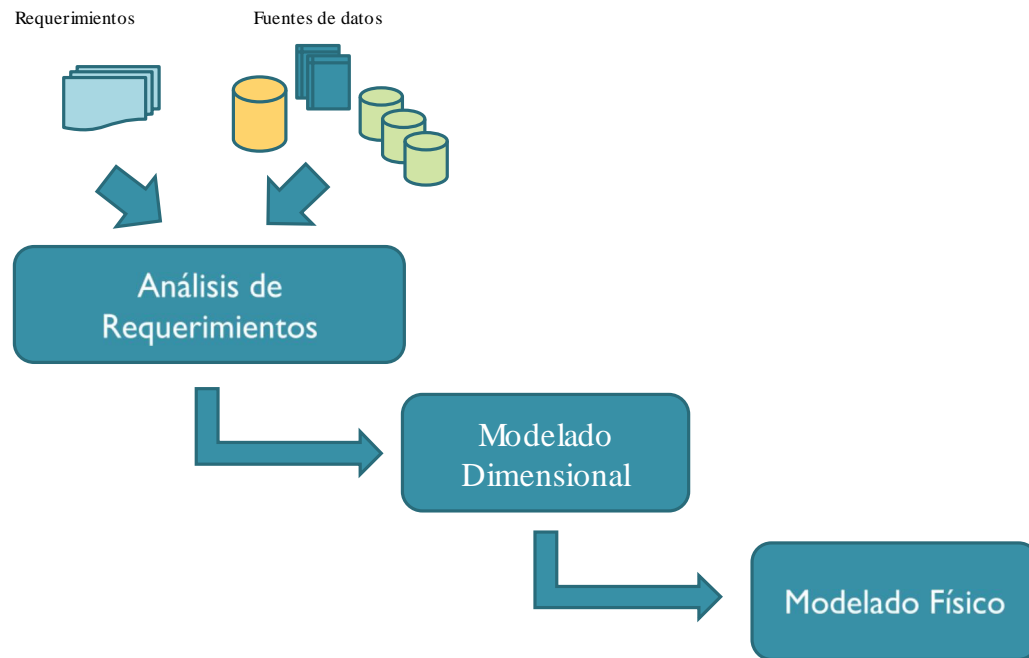 Requerimientos
Fuentes de datos
Análisis de
Requerimientos
Modelado
Dimensional
Modelado Físico